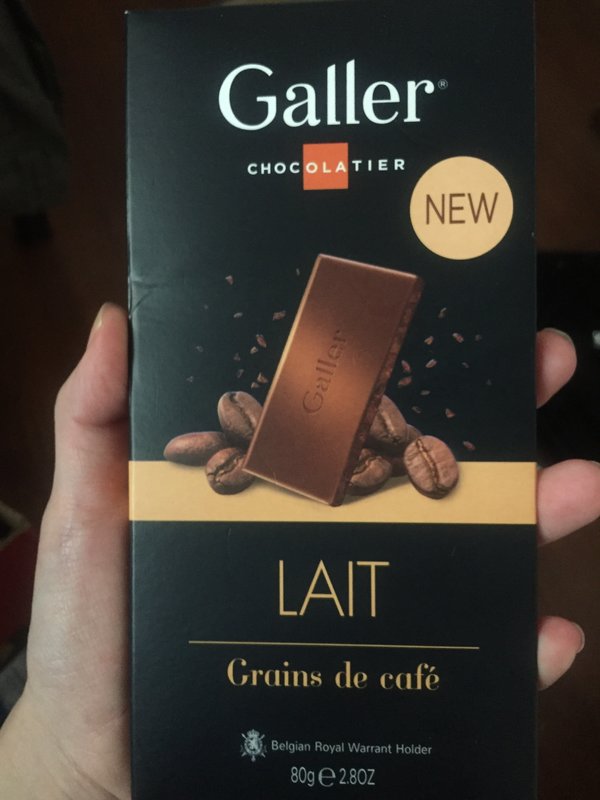 Galler®
CHOCOLATIER
NEW
Galler
LAIT
Grains de café
Belgian Royal Warrant Holder
80g ℮ 2.8OZ